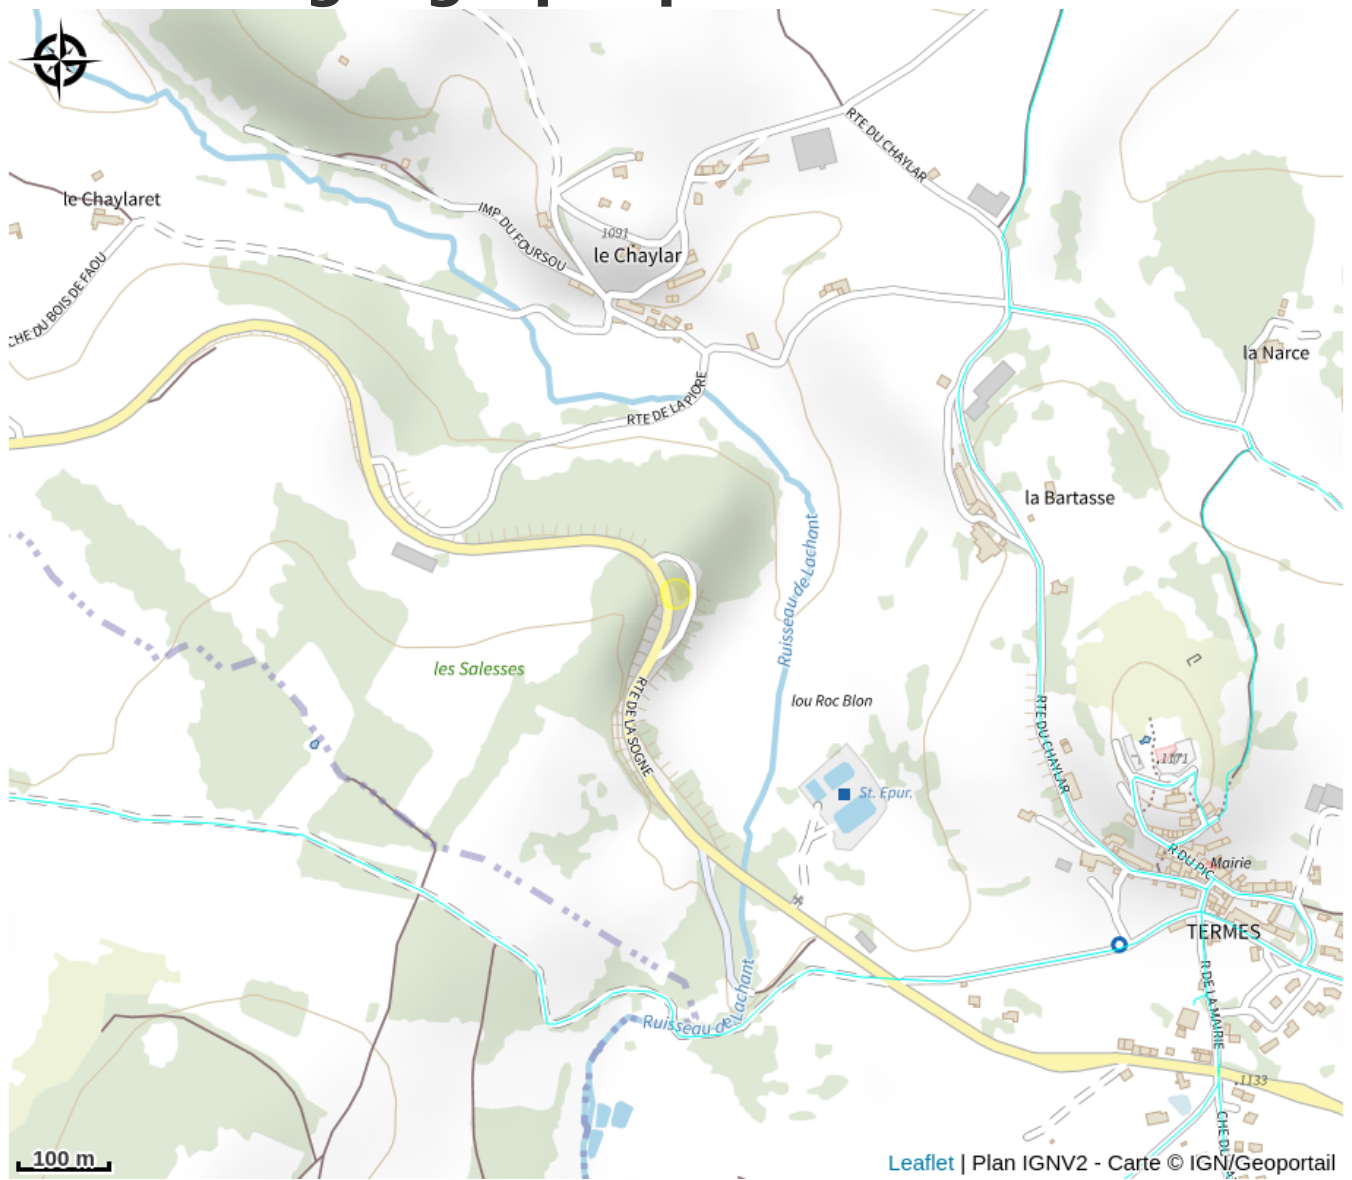 RTE DU CHAYLAR
le Chaylaret
IMP DU FOURSOU
1091
le Chaylar
CHE DU BOIS DE FAOU
la Narce
RTE DE LA PIORE
la Bartasse
Ruisseau de Lachant
les Salesses
RTE DE LA SOGNE
lou Roc Blon
RTE DU CHAYLAR
1171
St. Epur.
R DU PIC
Mairie
TERMES
R DE LA MAIRIE
Ruisseau de Lachant
1133
100 m
Leaflet | Plan IGNV2 - Carte © IGN/Geoportail